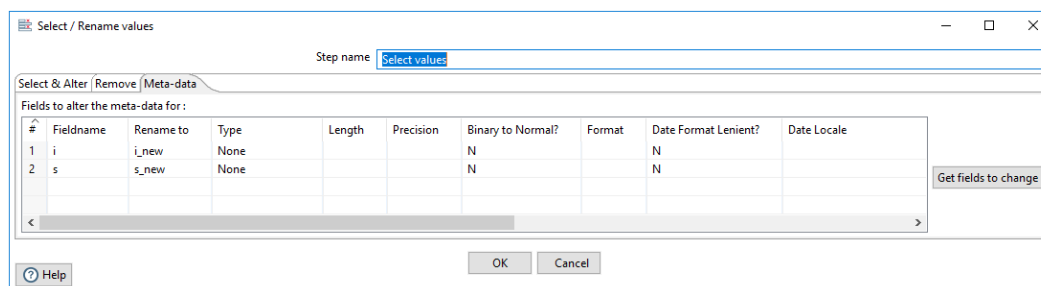 Select / Rename values
Step name Select values
Select & Alter Remove Meta-data
Fields to alter the meta-data for :
# Fieldname Rename to Type Length Precision Binary to Normal? Format Date Format Lenient? Date Locale
1 i i_new None N N
2 s s_new None N N
Get fields to change
OK Cancel
Help